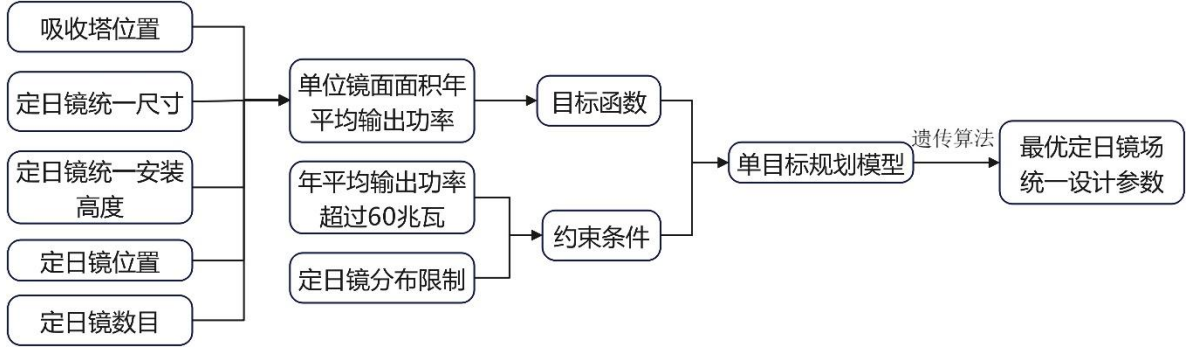 吸收塔位置
定日镜统一尺寸
定日镜统一安装
高度
定日镜位置
定日镜数目
单位镜面面积年
平均输出功率
年平均输出功率
超过60兆瓦
定日镜分布限制
目标函数
约束条件
单目标规划模型
遗传算法
最优定日镜场
统一设计参数